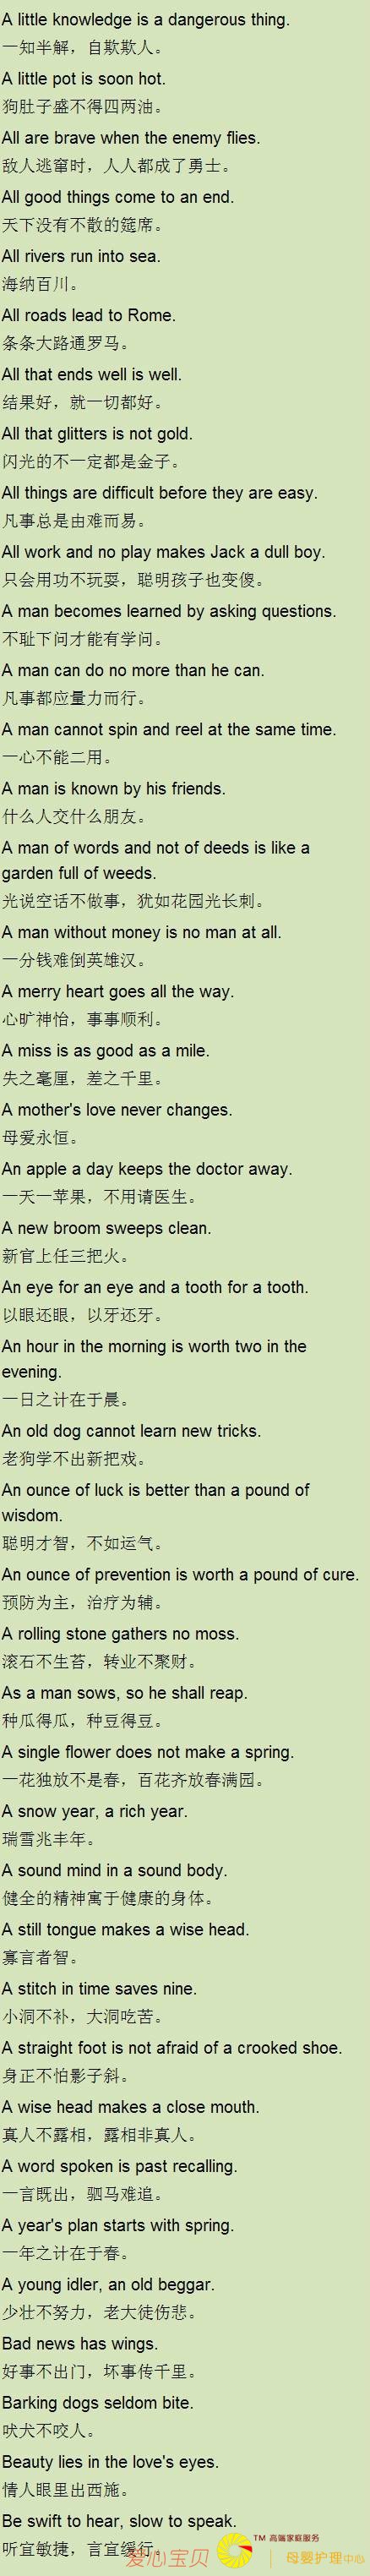 A little knowledge is a dangerous thing.
一知半解，自欺欺人。
A little pot is soon hot.
狗肚子盛不得四两油。
All are brave when the enemy flies.
敌人逃窜时，人人都成了勇士。
All good things come to an end.
天下没有不散的筵席。
All rivers run into sea.
海纳百川。
All roads lead to Rome.
条条大路通罗马。
All that ends well is well.
结果好，就一切都好。
All that glitters is not gold.
闪光的不一定都是金子。
All things are difficult before they are easy.
凡事总是由难而易。
All work and no play makes Jack a dull boy.
只会用功不玩耍，聪明孩子也变傻。
A man becomes learned by asking questions.
不耻下问才能有学问。
A man can do no more than he can.
凡事都应量力而行。
A man cannot spin and reel at the same time.
一心不能二用。
A man is known by his friends.
什么人交什么朋友。
A man of words and not of deeds is like a
garden full of weeds.
光说空话不做事，犹如花园光长刺。
A man without money is no man at all.
一分钱难倒英雄汉。
A merry heart goes all the way.
心旷神怡，事事顺利。
A miss is as good as a mile.
失之毫厘，差之千里。
A mother's love never changes.
母爱永恒。
An apple a day keeps the doctor away.
一天一苹果，不用请医生。
A new broom sweeps clean.
新官上任三把火。
An eye for an eye and a tooth for a tooth.
以眼还眼，以牙还牙。
An hour in the morning is worth two in the
evening.
一日之计在于晨。
An old dog cannot learn new tricks.
老狗学不出新把戏。
An ounce of luck is better than a pound of
wisdom.
聪明才智，不如运气。
An ounce of prevention is worth a pound of cure.
预防为主，治疗为辅。
A rolling stone gathers no moss.
滚石不生苔，转业不聚财。
As a man sows, so he shall reap.
种瓜得瓜，种豆得豆。
A single flower does not make a spring.
一花独放不是春，百花齐放春满园。
A snow year, a rich year.
瑞雪兆丰年。
A sound mind in a sound body.
健全的精神寓于健康的身体。
A still tongue makes a wise head.
寡言者智。
A stitch in time saves nine.
小洞不补，大洞吃苦。
A straight foot is not afraid of a crooked shoe.
身正不怕影子斜。
A wise head makes a close mouth.
真人不露相，露相非真人。
A word spoken is past recalling.
一言既出，驷马难追。
A year's plan starts with spring.
一年之计在于春。
A young idler, an old beggar.
少壮不努力，老大徒伤悲。
Bad news has wings.
好事不出门，坏事传千里。
Barking dogs seldom bite.
吠犬不咬人。
Beauty lies in the love's eyes.
情人眼里出西施。
Be swift to hear, slow to speak.
听宜敏捷，言宜缓行。
爱心宝贝 TM 高端家庭服务
母婴护理中心